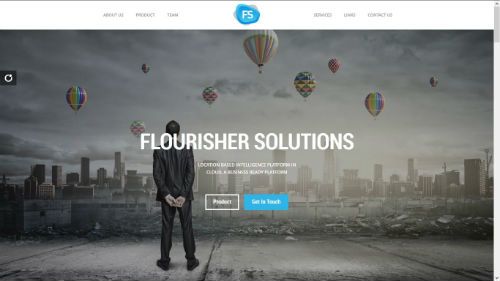 ABOUT US
PRODUCT
TEAM
FS
SERVICES
LINKS
CONTACT US
FLOURISHER SOLUTIONS
LOCATION BASED INTELLIGENCE PLATFORM IN
CLOUD, A BUSINESS READY PLATFORM
Product
Get In Touch